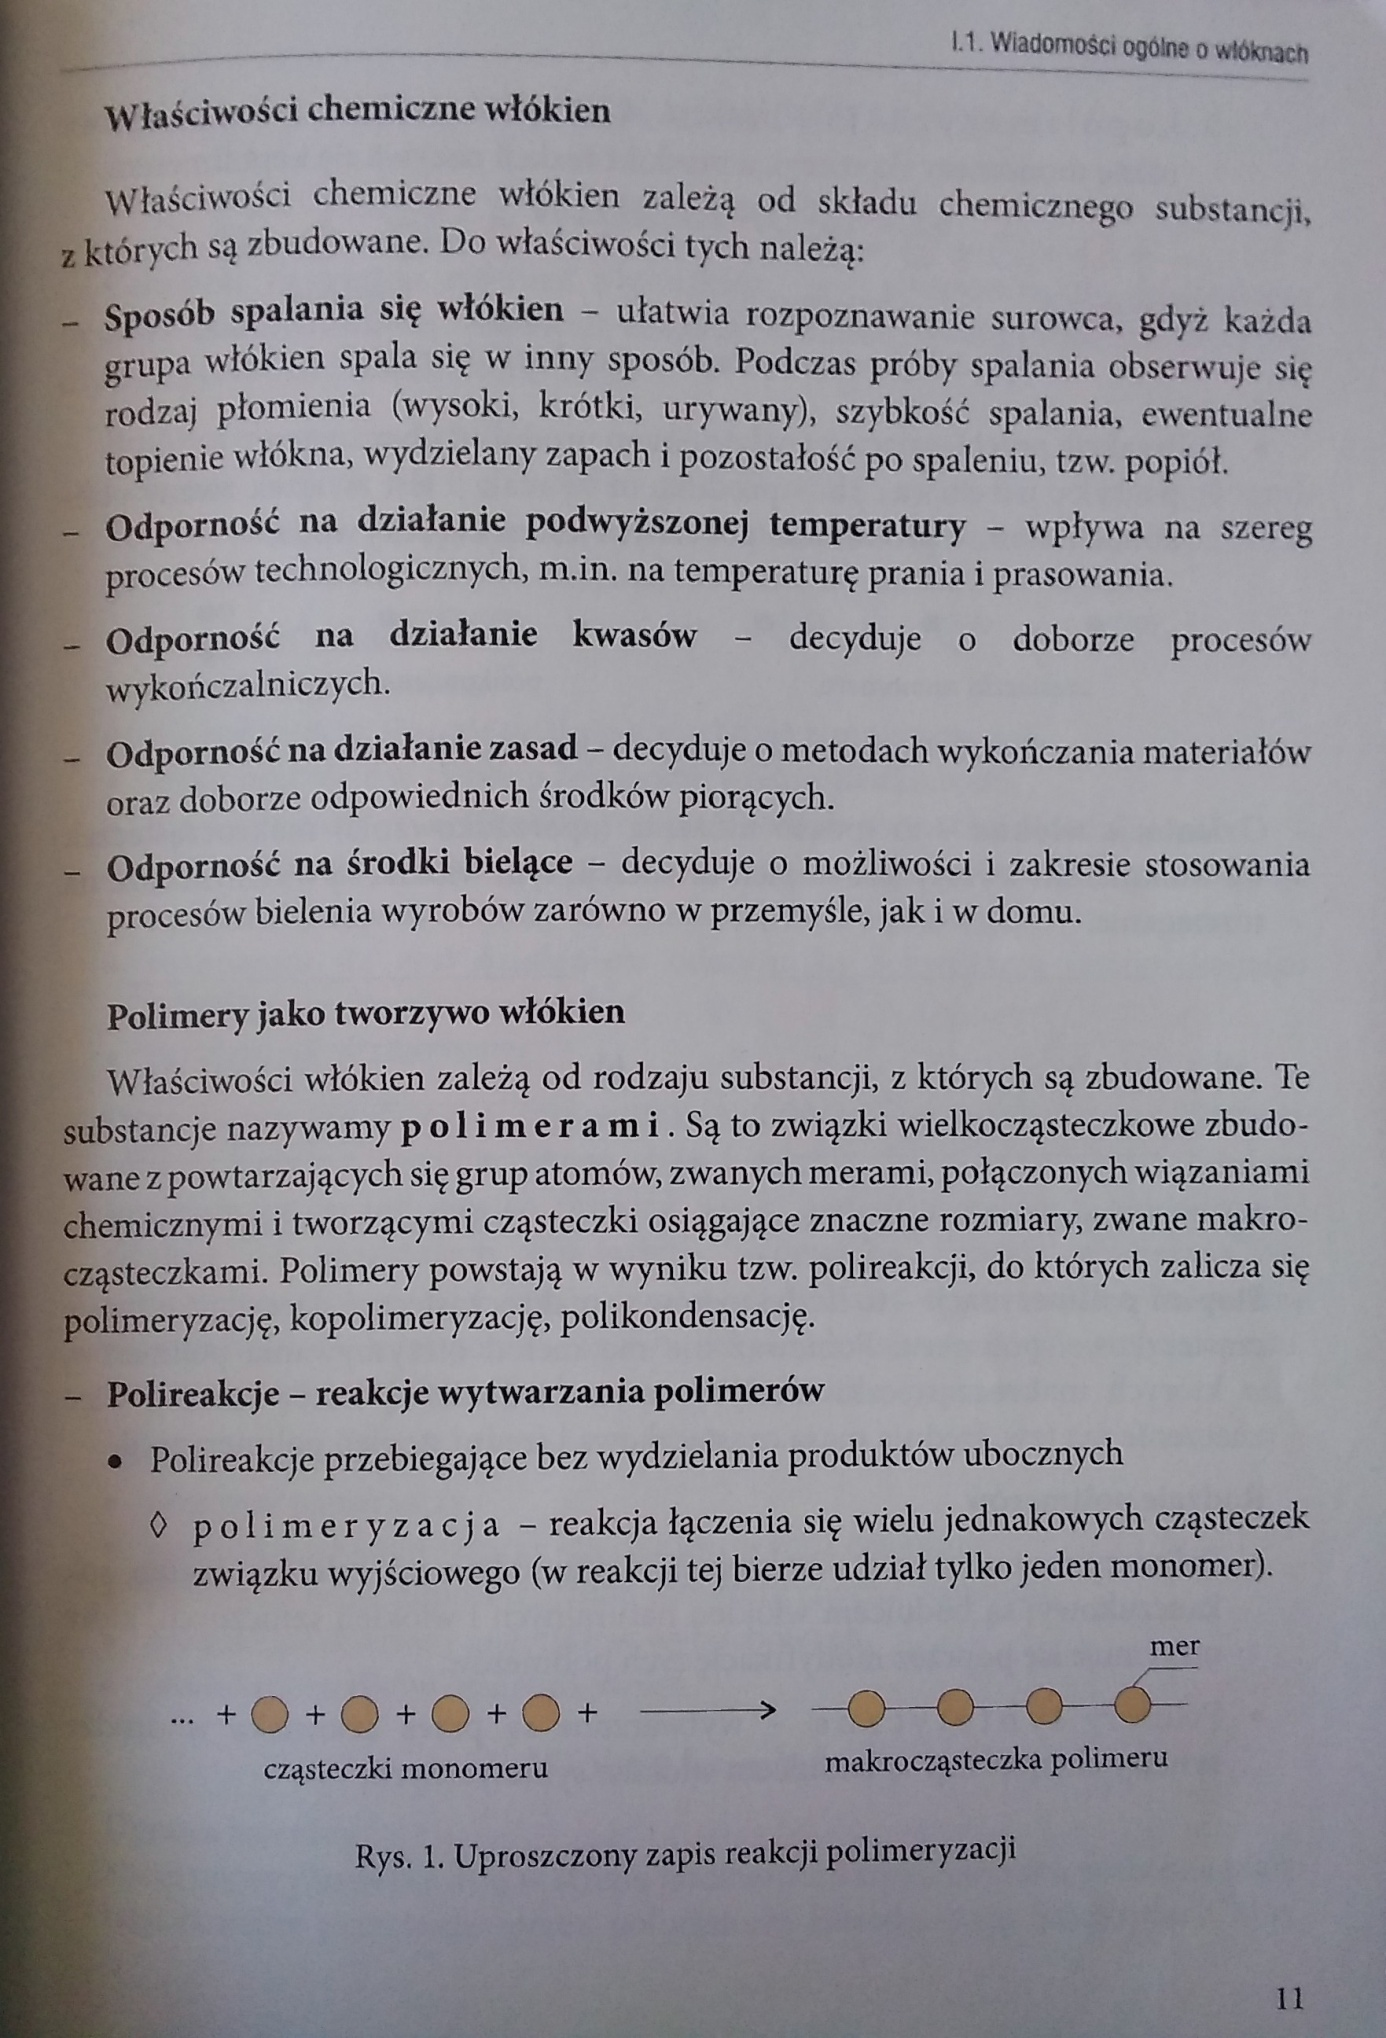 I.1. Wiadomości ogólne o włóknach
Właściwości chemiczne włókien
Właściwości chemiczne włókien zależą od składu chemicznego substancji,
z których są zbudowane. Do właściwości tych należą:
– Sposób spalania się włókien – ułatwia rozpoznawanie surowca, gdyż każda
grupa włókien spala się w inny sposób. Podczas próby spalania obserwuje się
rodzaj płomienia (wysoki, krótki, urywany), szybkość spalania, ewentualne
topienie włókna, wydzielany zapach i pozostałość po spaleniu, tzw. popiół.
– Odporność na działanie podwyższonej temperatury – wpływa na szereg
procesów technologicznych, m.in. na temperaturę prania i prasowania.
– Odporność na działanie kwasów – decyduje o doborze procesów
wykończalniczych.
– Odporność na działanie zasad – decyduje o metodach wykończania materiałów
oraz doborze odpowiednich środków piorących.
– Odporność na środki bielące – decyduje o możliwości i zakresie stosowania
procesów bielenia wyrobów zarówno w przemyśle, jak i w domu.
Polimery jako tworzywo włókien
Właściwości włókien zależą od rodzaju substancji, z których są zbudowane. Te
substancje nazywamy polimerami. Są to związki wielkocząsteczkowe zbudo-
wane z powtarzających się grup atomów, zwanych merami, połączonych wiązaniami
chemicznymi i tworzącymi cząsteczki osiągające znaczne rozmiary, zwane makro-
cząsteczkami. Polimery powstają w wyniku tzw. polireakcji, do których zalicza się
polimeryzację, kopolimeryzację, polikondensację.
– Polireakcje – reakcje wytwarzania polimerów
• Polireakcje przebiegające bez wydzielania produktów ubocznych
◊ polimeryzacja – reakcja łączenia się wielu jednakowych cząsteczek
związku wyjściowego (w reakcji tej bierze udział tylko jeden monomer).
mer
... + + + + +
cząsteczki monomeru
makrocząsteczka polimeru
Rys. 1. Uproszczony zapis reakcji polimeryzacji
11